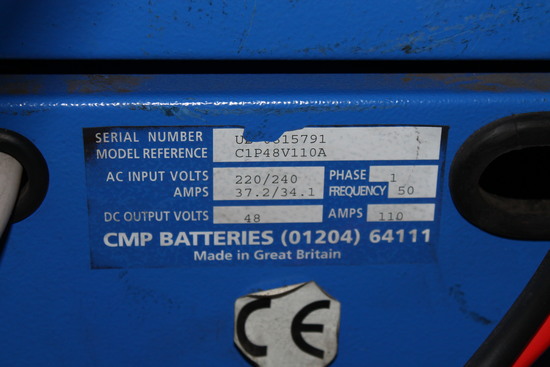 SERIAL NUMBER 15791
MODEL REFERENCE C1P48V110A
AC INPUT VOLTS 220/240 PHASE 1
AMPS 37.2/34.1 FREQUENCY 50
DC OUTPUT VOLTS 48 AMPS 110
CMP BATTERIES (01204) 64111
Made in Great Britain
CE